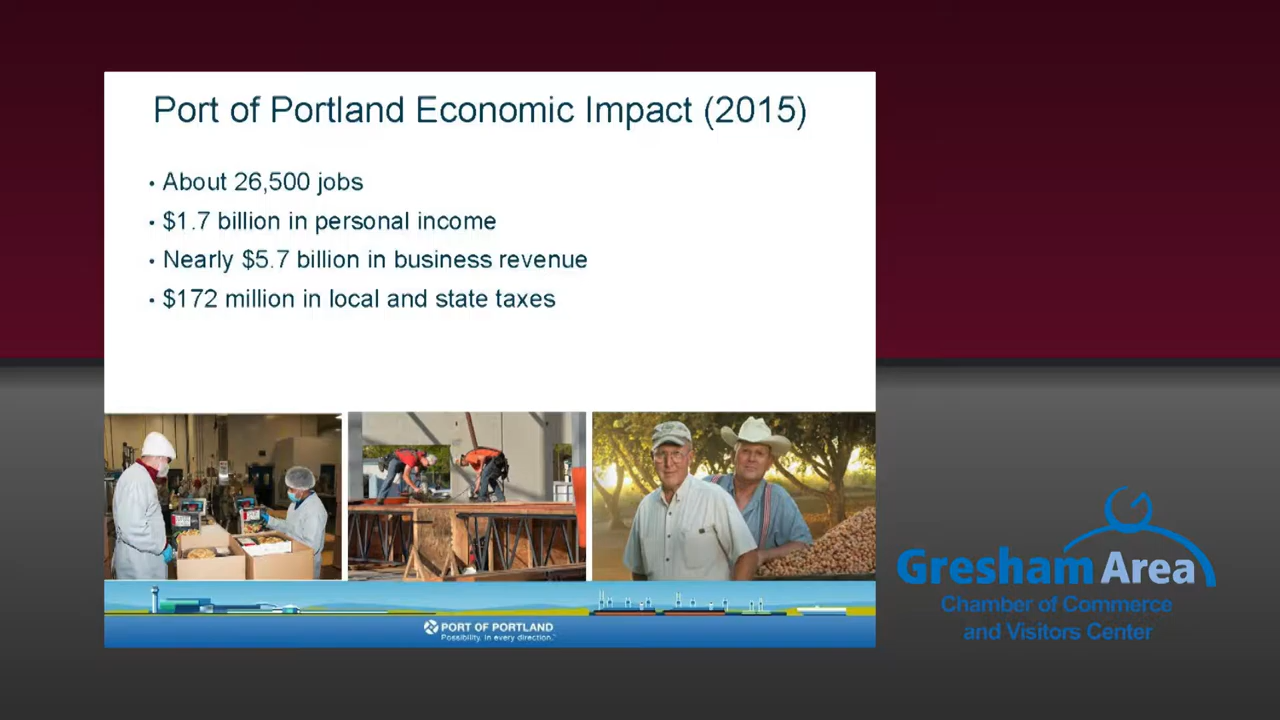 Port of Portland Economic Impact (2015)
• About 26,500 jobs
• $1.7 billion in personal income
• Nearly $5.7 billion in business revenue
• $172 million in local and state taxes
PORT OF PORTLAND
Possibility. In every direction.™
G
Gresham Area
Chamber of Commerce
and Visitors Center